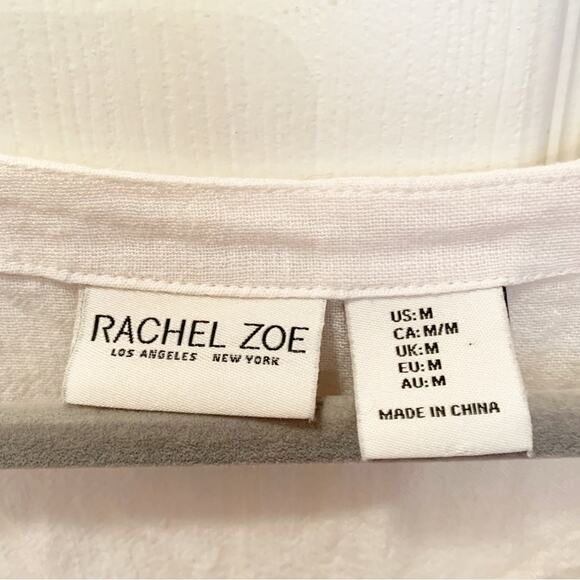 RACHEL ZOE
LOS ANGELES NEW YORK
US: M
CA: M/M
UK: M
EU: M
AU: M
MADE IN CHINA